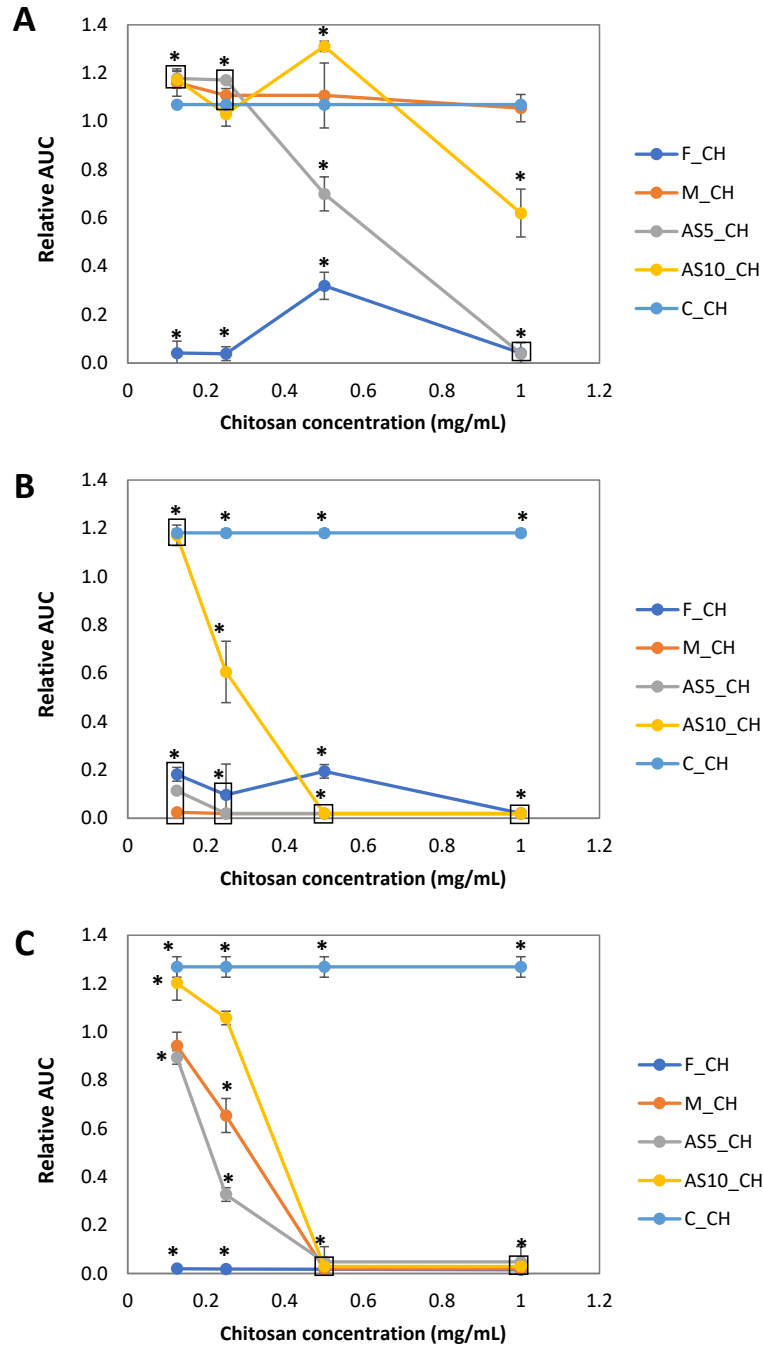 A
1.4
1.2
1.0
0.8
0.6
0.4
0.2
0.0
Relative AUC
* * * * * * * * *
0 0.2 0.4 0.6 0.8 1 1.2
Chitosan concentration (mg/mL)
F_CH
M_CH
AS5_CH
AS10_CH
C_CH
B
1.4
1.2
1.0
0.8
0.6
0.4
0.2
0.0
Relative AUC
* * * * * * * * * *
0 0.2 0.4 0.6 0.8 1 1.2
Chitosan concentration (mg/mL)
F_CH
M_CH
AS5_CH
AS10_CH
C_CH
C
1.4
1.2
1.0
0.8
0.6
0.4
0.2
0.0
Relative AUC
* * * * * * * * * * * *
0 0.2 0.4 0.6 0.8 1 1.2
Chitosan concentration (mg/mL)
F_CH
M_CH
AS5_CH
AS10_CH
C_CH